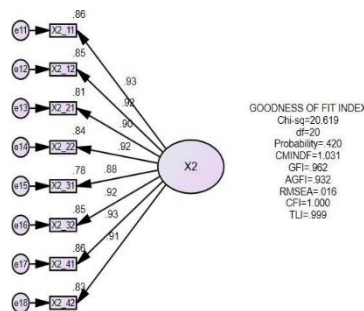 .86
e11 X2_11
.85
.93
e12 X2_12
.81
.92
e13 X2_21
.90
.84
e14 X2_22
.92
.78
e15 X2_31
.88
X2
.92
.85
e16 X2_32
.93
.86
e17 X2_41
.91
.83
e18 X2_42
GOODNESS OF FIT INDEX
Chi-sq=20.619
df=20
Probability=.420
CMINDF=1.031
GFI=.962
AGFI=.932
RMSEA=.016
CFI=1.000
TLI=.999